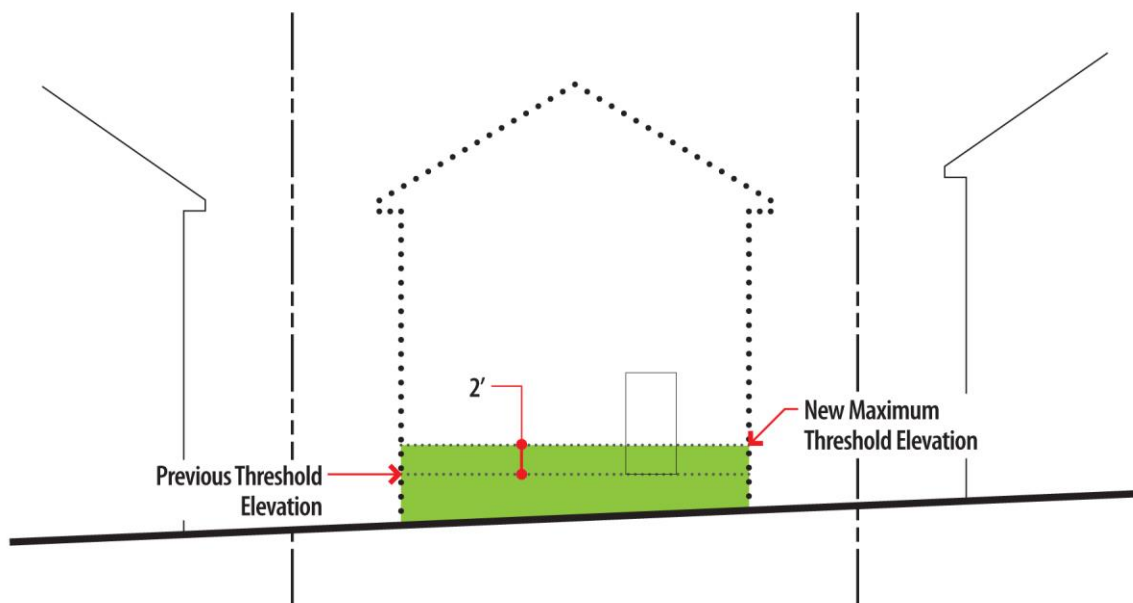 2′
New Maximum
Threshold Elevation
Previous Threshold
Elevation